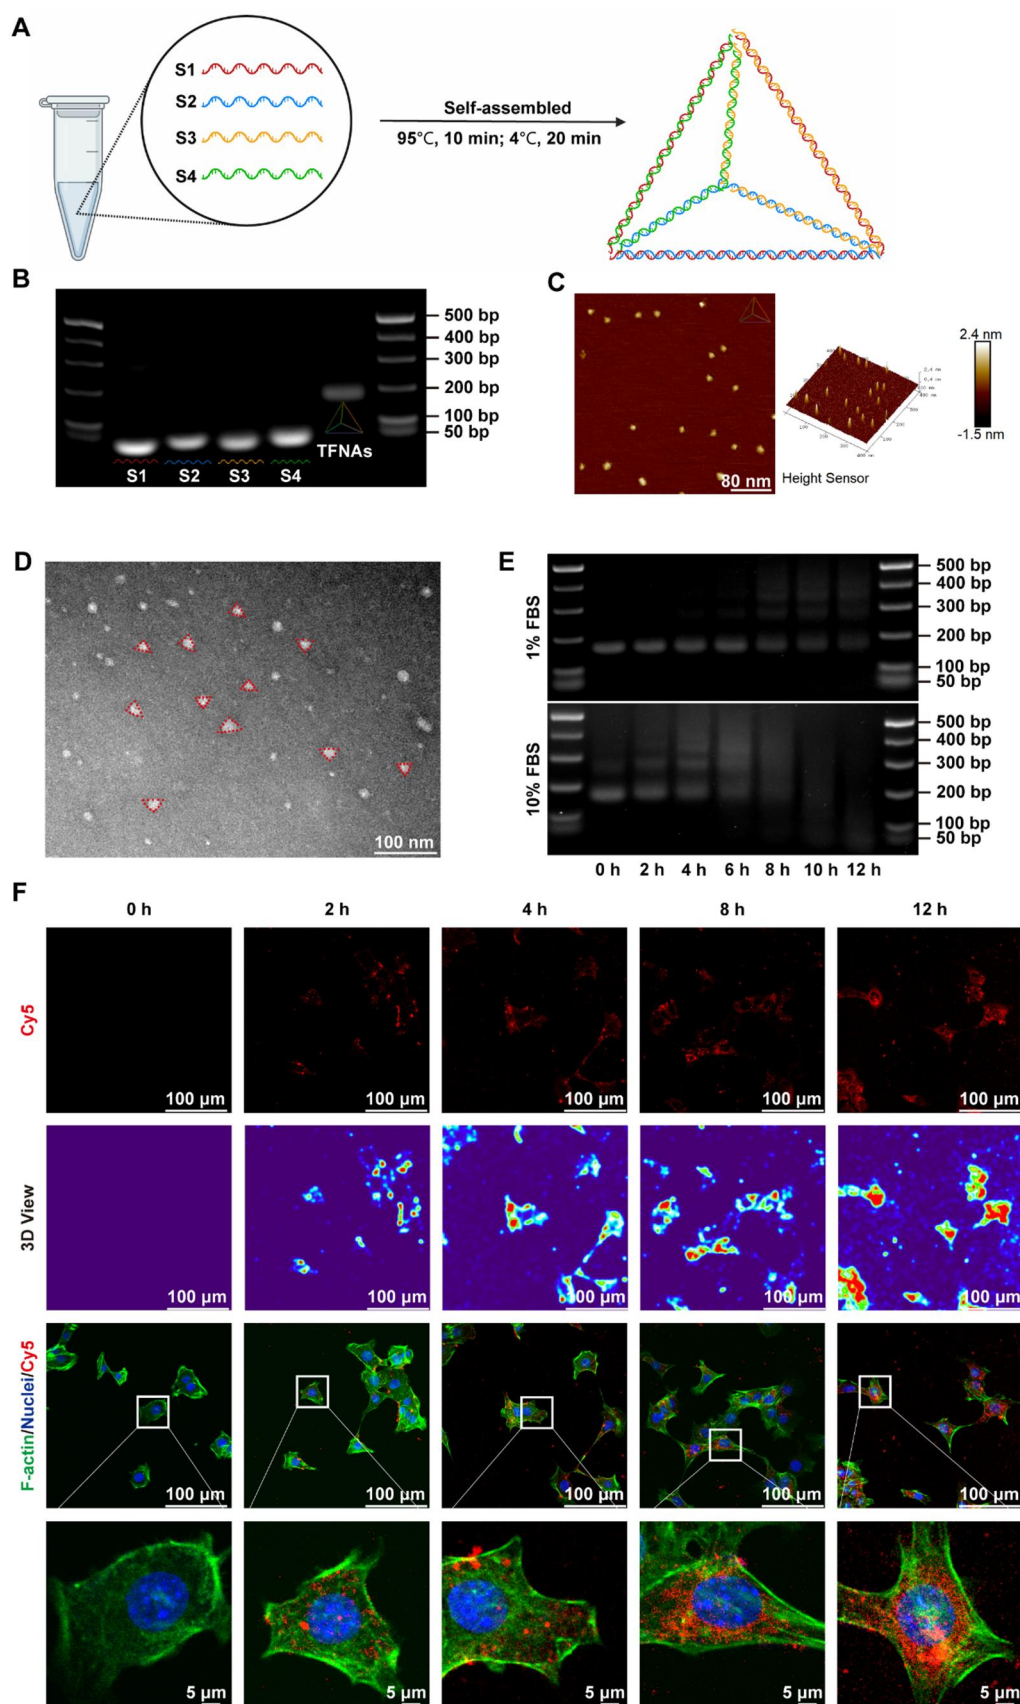 A
S1
S2
S3
S4
Self-assembled
95°C, 10 min; 4°C, 20 min
B
500 bp
400 bp
300 bp
200 bp
100 bp
50 bp
S1 S2 S3 S4 TFNAs
C
80 nm
Height Sensor
2.4 nm
-1.5 nm
D
100 nm
E
1% FBS
500 bp
400 bp
300 bp
200 bp
100 bp
50 bp
10% FBS
500 bp
400 bp
300 bp
200 bp
100 bp
50 bp
0 h 2 h 4 h 6 h 8 h 10 h 12 h
F
0 h 2 h 4 h 8 h 12 h
Cy5
100 μm 100 μm 100 μm 100 μm 100 μm
3D View
100 μm 100 μm 100 μm 100 μm 100 μm
F-actin/Nuclei/Cy5
100 μm 100 μm 100 μm 100 μm 100 μm
5 μm 5 μm 5 μm 5 μm 5 μm